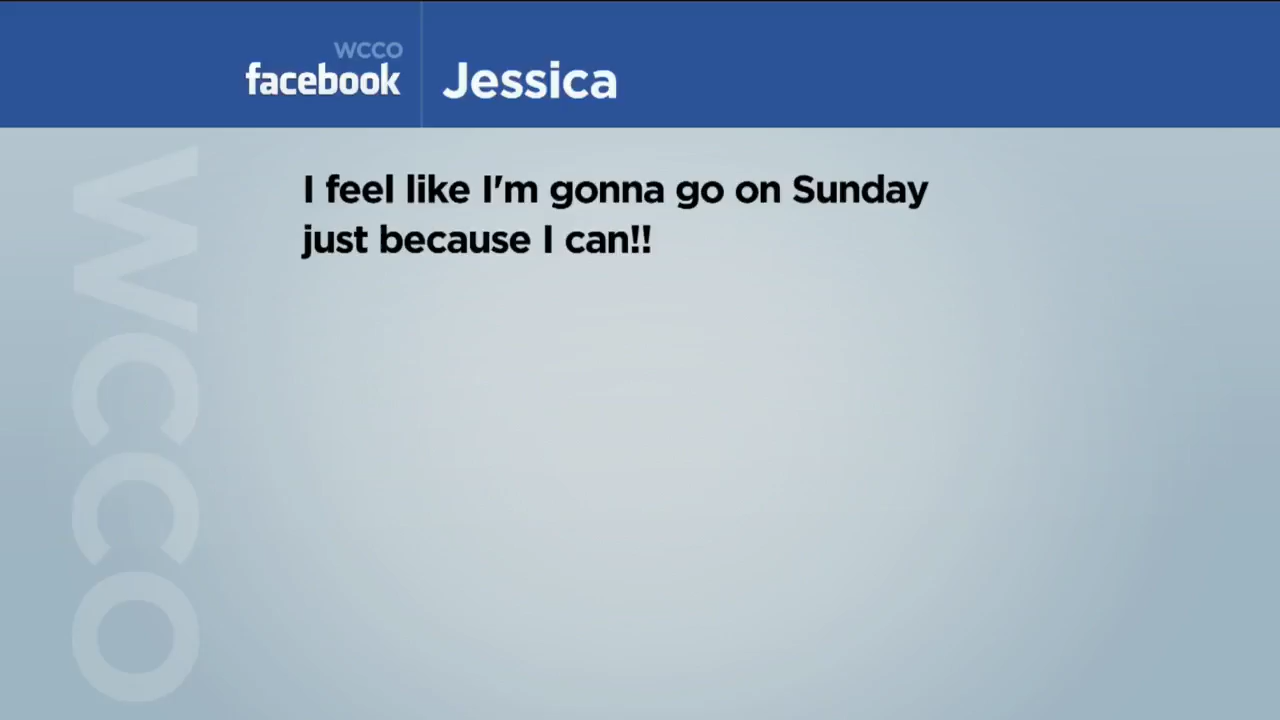 WCCO
facebook
Jessica
I feel like I'm gonna go on Sunday
just because I can!!
WCCO